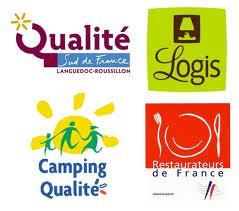 Qualité
Sud de France
LANGUEDOC-ROUSSILLON
Logis
Camping
Qualité
Restaurateurs
de France